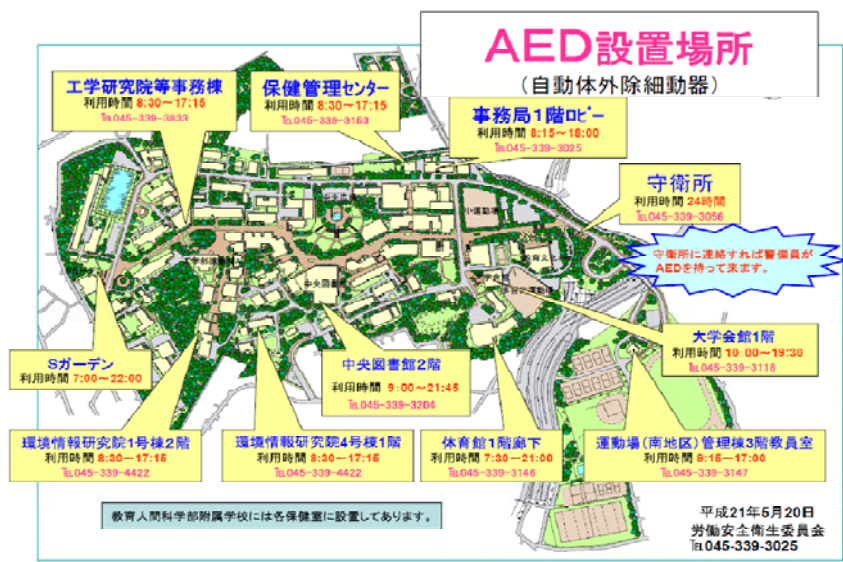 AED設置場所
(自動体外除細動器)
工学研究院等事務棟
利用時間 8:30～17:15
℡045-339-3833
保健管理センター
利用時間 8:30～17:15
℡045-339-3153
事務局1階ﾛﾋﾞｰ
利用時間 8:15～18:00
℡045-339-3025
守衛所
利用時間 24時間
℡045-339-3056
守衛所に連絡すれば警備員が
AEDを持って来ます。
中央図書館
大学会館1階
利用時間 10:00～19:30
℡045-339-3118
Sガーデン
利用時間 7:00～22:00
中央図書館2階
利用時間 9:00～21:45
℡045-339-3204
環境情報研究院1号棟2階
利用時間 8:30～17:15
℡045-339-4422
環境情報研究院4号棟1階
利用時間 8:30～17:15
℡045-339-4422
体育館1階廊下
利用時間 7:30～21:00
℡045-339-3146
運動場(南地区)管理棟3階教員室
利用時間 9:15～17:00
℡045-339-3147
教育人間科学部附属学校には各保健室に設置してあります。
平成21年5月20日
労働安全衛生委員会
℡045-339-3025